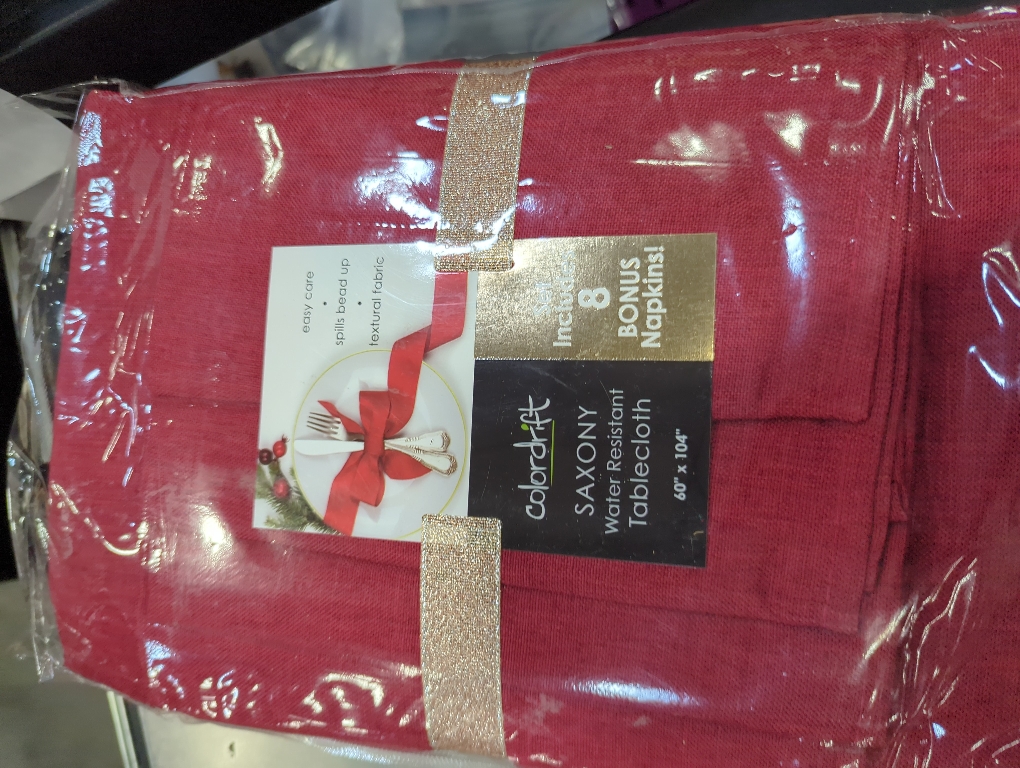 easy care
•
spills bead up
•
textural fabric
colordrift
SAXONY
Water Resistant
Tablecloth
60" x 104"
Set
Includes
8
BONUS
Napkins!